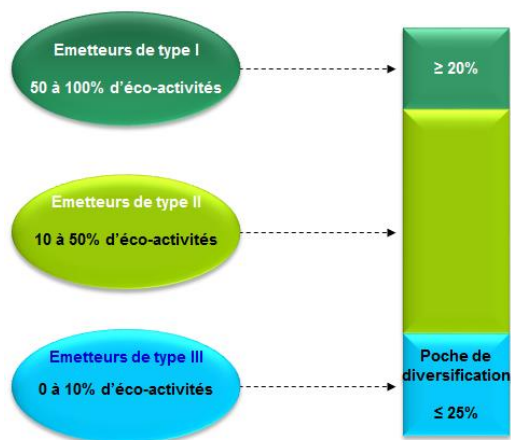 Emetteurs de type I
50 à 100% d'éco-activités
≥ 20%
Emetteurs de type II
10 à 50% d'éco-activités
Emetteurs de type III
0 à 10% d'éco-activités
Poche de
diversification
≤ 25%